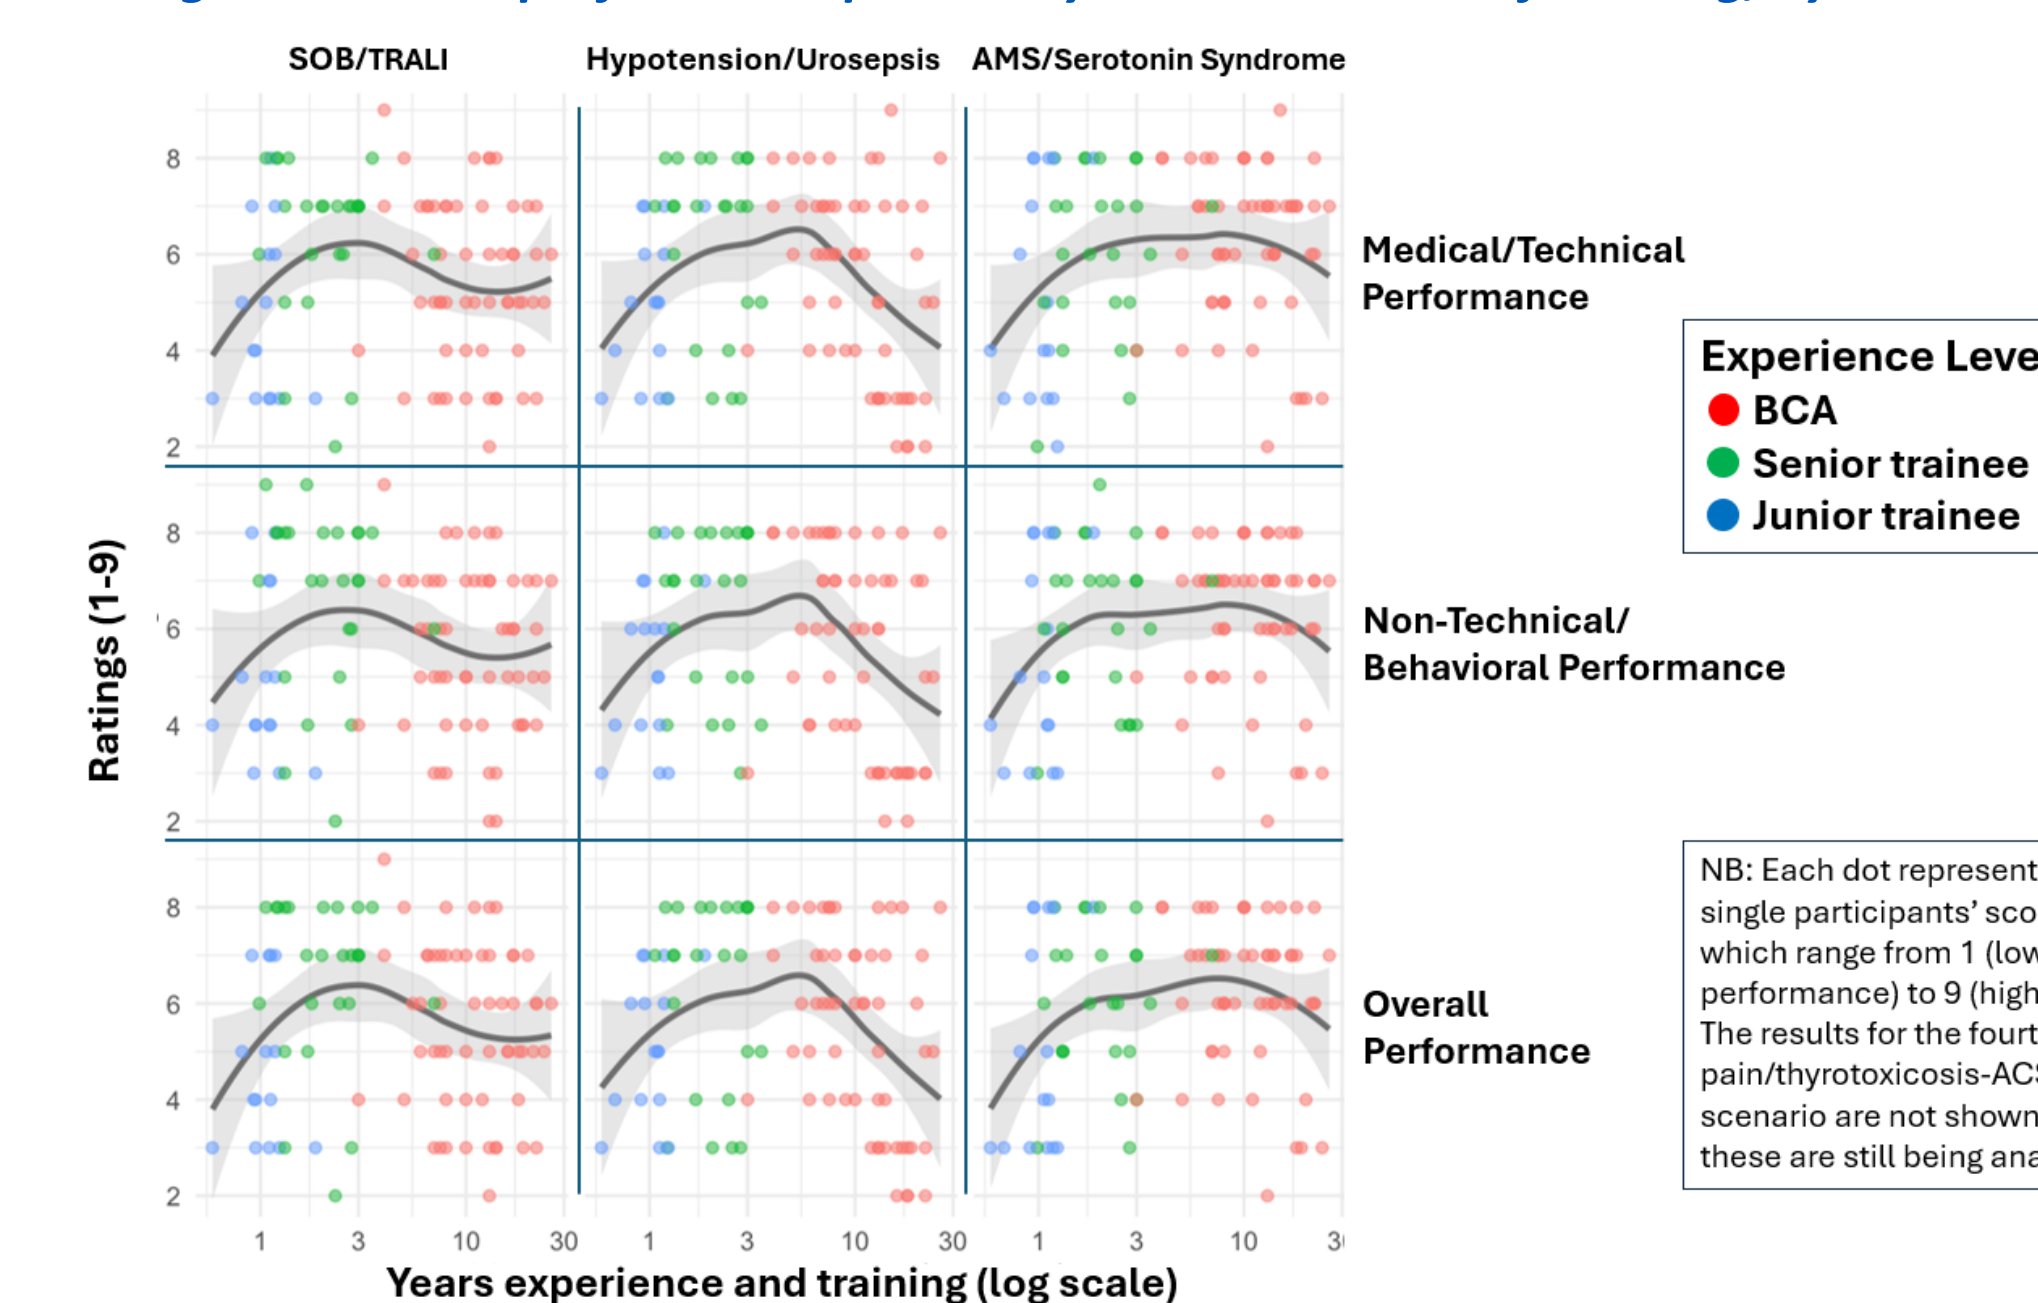 SOB/TRALI
Hypotension/Urosepsis
AMS/Serotonin Syndrome
8
6
4
2
Medical/Technical
Performance
Experience Leve
BCA
Senior trainee
Junior trainee
Ratings (1-9)
8
6
4
2
Non-Technical/
Behavioral Performance
8
6
4
2
Overall
Performance
NB: Each dot represent
single participants’ sco
which range from 1 (low
performance) to 9 (high
The results for the fourt
pain/thyrotoxicosis-ACS
scenario are not shown
these are still being ana
1 3 10 30
1 3 10 30
1 3 10 3
Years experience and training (log scale)